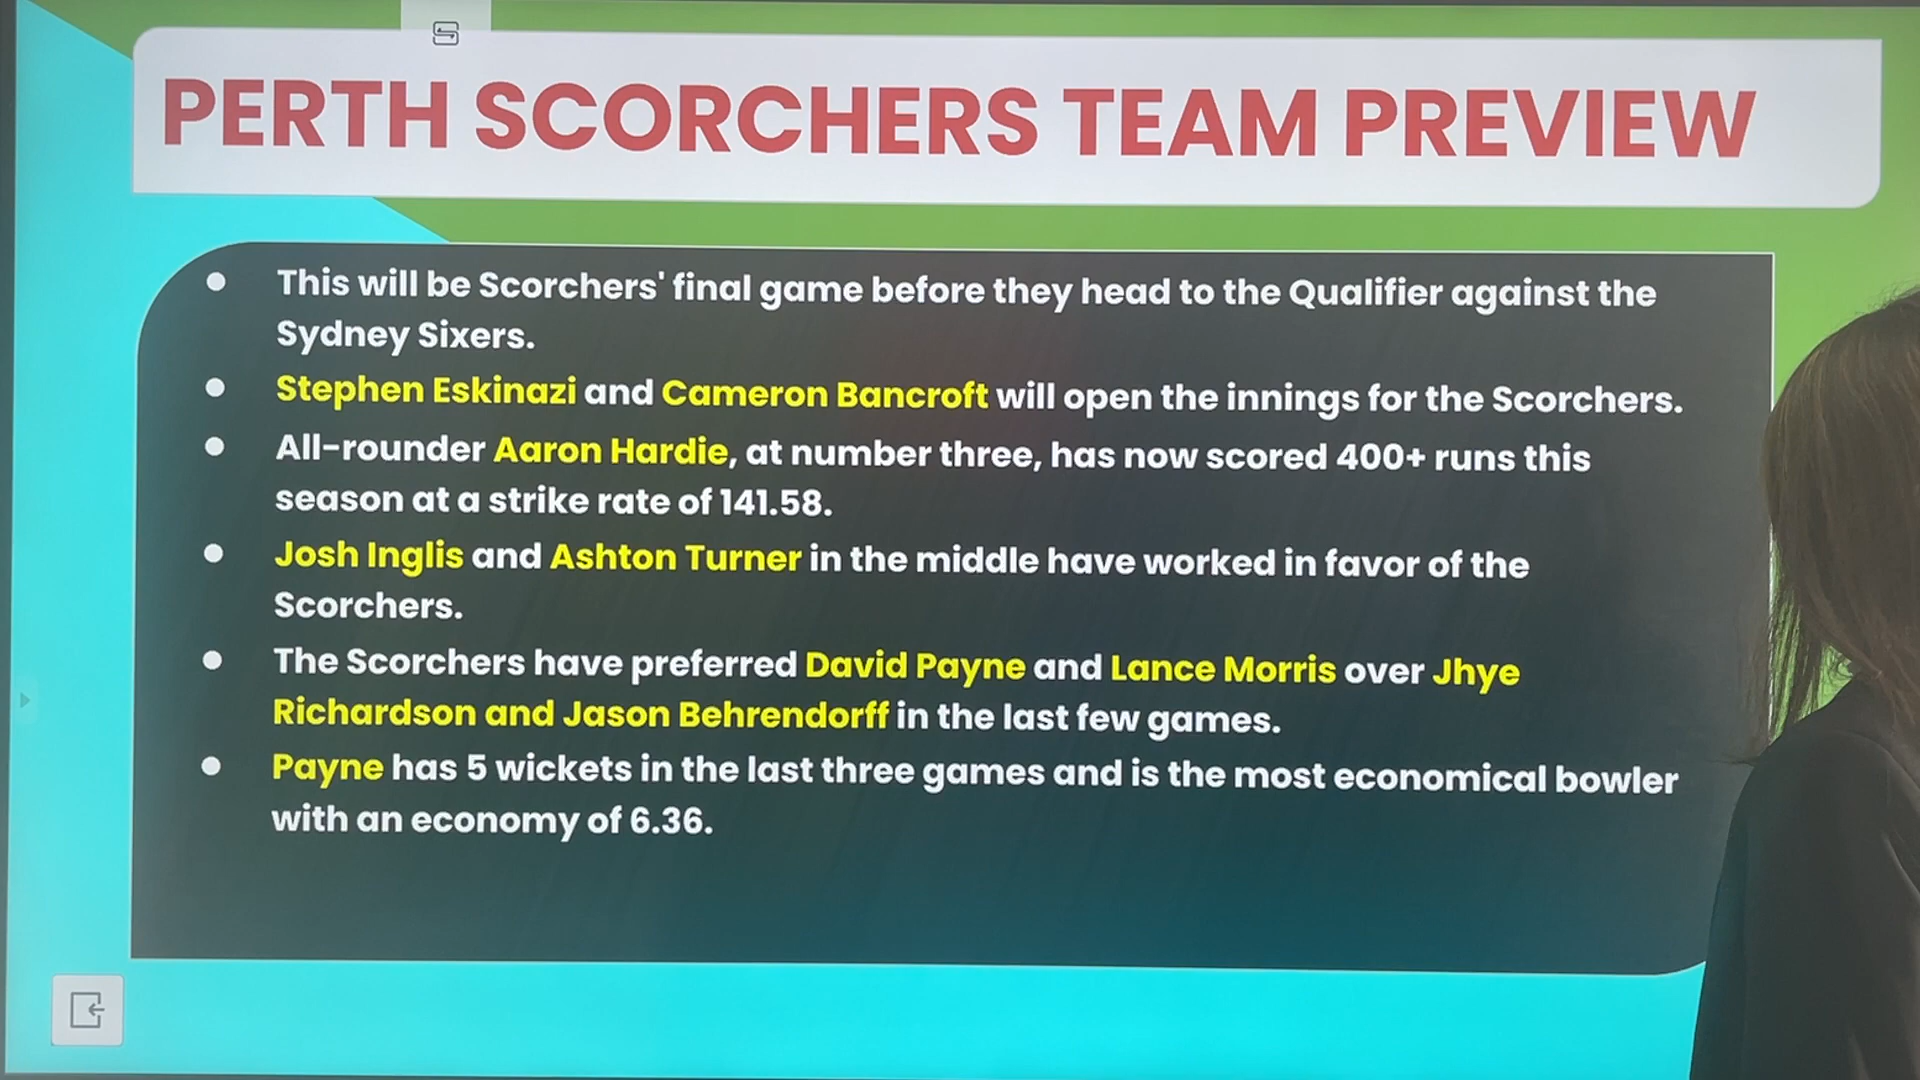 PERTH SCORCHERS TEAM PREVIEW
This will be Scorchers' final game before they head to the Qualifier against the
Sydney Sixers.
Stephen Eskinazi and Cameron Bancroft will open the innings for the Scorchers.
All-rounder Aaron Hardie, at number three, has now scored 400+ runs this
season at a strike rate of 141.58.
Josh Inglis and Ashton Turner in the middle have worked in favor of the
Scorchers.
The Scorchers have preferred David Payne and Lance Morris over Jhye
Richardson and Jason Behrendorff in the last few games.
Payne has 5 wickets in the last three games and is the most economical bowler
with an economy of 6.36.